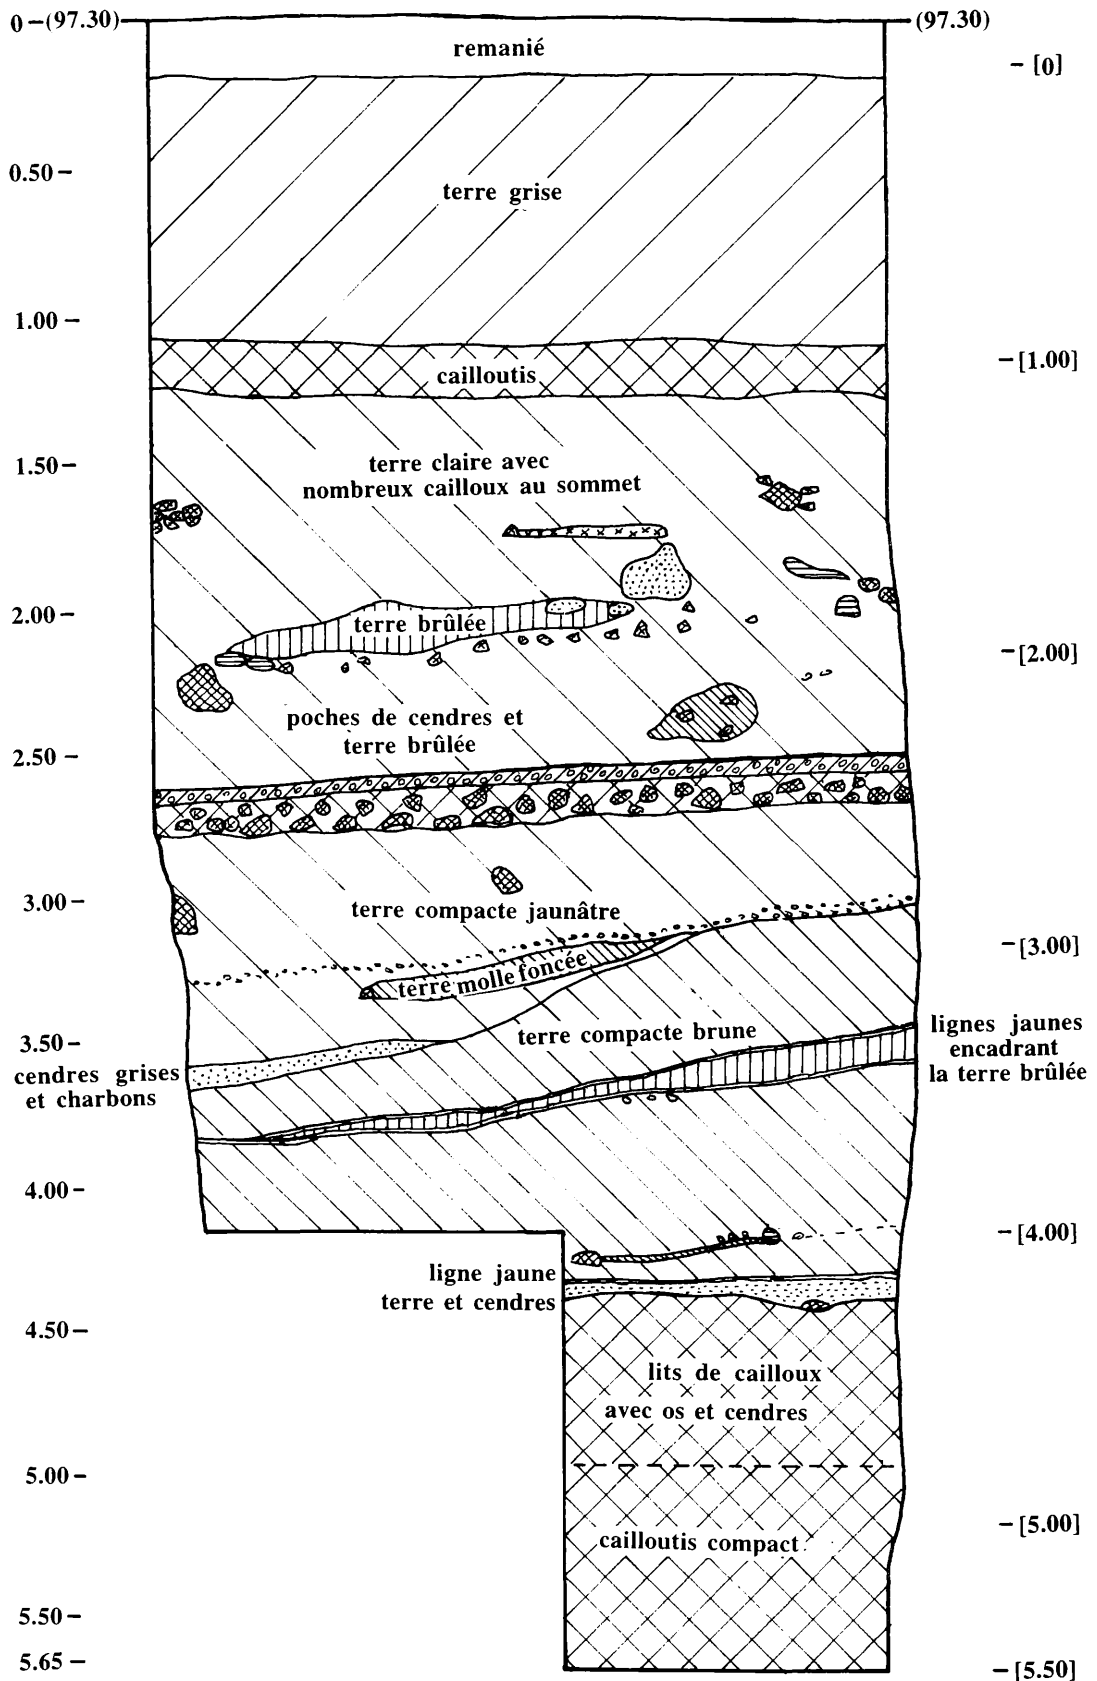 0 – (97.30)
(97.30)
remanié
– [0]
0.50 –
terre grise
1.00 –
– [1.00]
cailloutis
1.50 –
terre claire avec
nombreux cailloux au sommet
2.00 –
terre brûlée
– [2.00]
poches de cendres et
terre brûlée
2.50 –
3.00 –
terre compacte jaunâtre
– [3.00]
terre molle foncée
terre compacte brune
lignes jaunes
encadrant
la terre brûlée
3.50 –
cendres grises
et charbons
4.00 –
– [4.00]
ligne jaune
terre et cendres
4.50 –
lits de cailloux
avec os et cendres
5.00 –
– [5.00]
cailloutis compact
5.50 –
5.65 –
– [5.50]